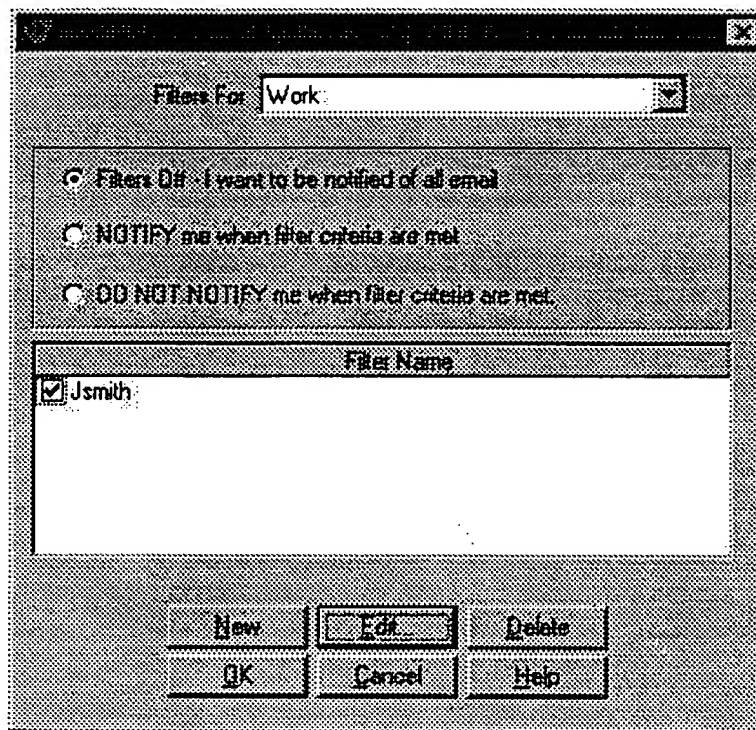 Filters For Work
Filters Off - I want to be notified of all email
NOTIFY me when filter criteria are met
DO NOT NOTIFY me when filter criteria are met.
Filter Name
Jsmith
New Edit... Delete
OK Cancel Help